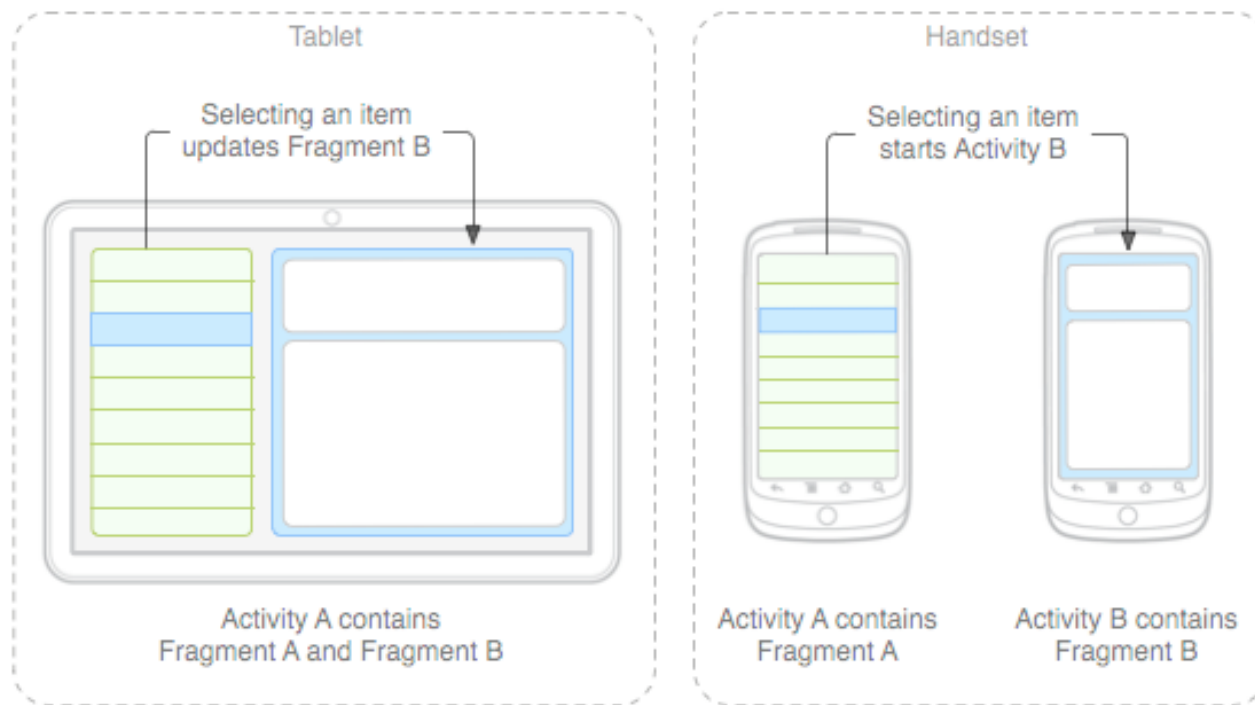 Tablet
Selecting an item
updates Fragment B
Activity A contains
Fragment A and Fragment B
Handset
Selecting an item
starts Activity B
Activity A contains
Fragment A
Activity B contains
Fragment B